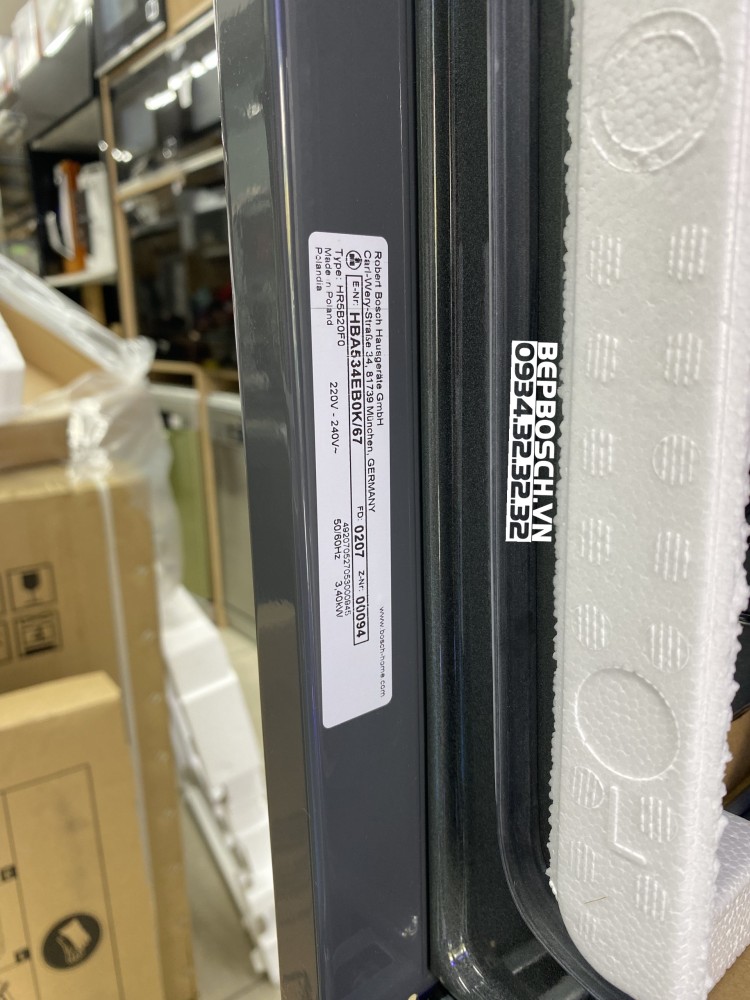 Robert Bosch Hausgeräte GmbH
Carl-Wery-Straße 34, 81739 München, GERMANY
www.bosch-home.com
E-Nr. HBA534EB0K/67
FD: 0207
Z-Nr: 00094
492070527053000945
Type: HR5B20F0
220V - 240V~
50/60Hz
3,40kW
Made in Poland
Polandia
BEPBOSCH.VN
0934.32.32.32